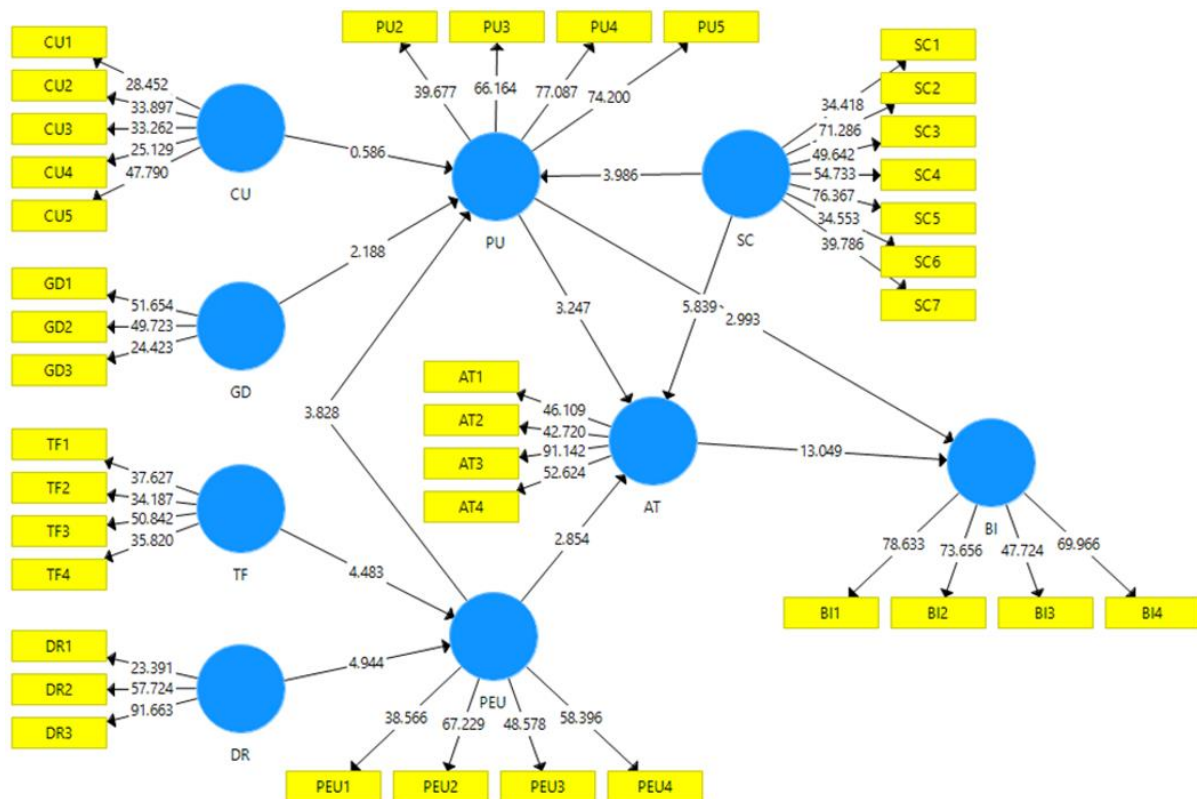 CU1
CU2
CU3
CU4
CU5
28.452
33.897
33.262
25.129
47.790
CU
0.586
PU2
PU3
PU4
PU5
39.677
66.164
77.087
74.200
PU
3.986
SC1
SC2
SC3
SC4
SC5
SC6
SC7
34.418
71.286
49.642
54.733
76.367
34.553
39.786
SC
GD1
GD2
GD3
51.654
49.723
24.423
GD
2.188
3.247
5.839
2.993
3.828
AT1
AT2
AT3
AT4
46.109
42.720
91.142
52.624
AT
13.049
TF1
TF2
TF3
TF4
37.627
34.187
50.842
35.820
TF
4.483
2.854
BI
78.633
73.656
47.724
69.966
BI1
BI2
BI3
BI4
DR1
DR2
DR3
23.391
57.724
91.663
DR
4.944
PEU
38.566
67.229
48.578
58.396
PEU1
PEU2
PEU3
PEU4